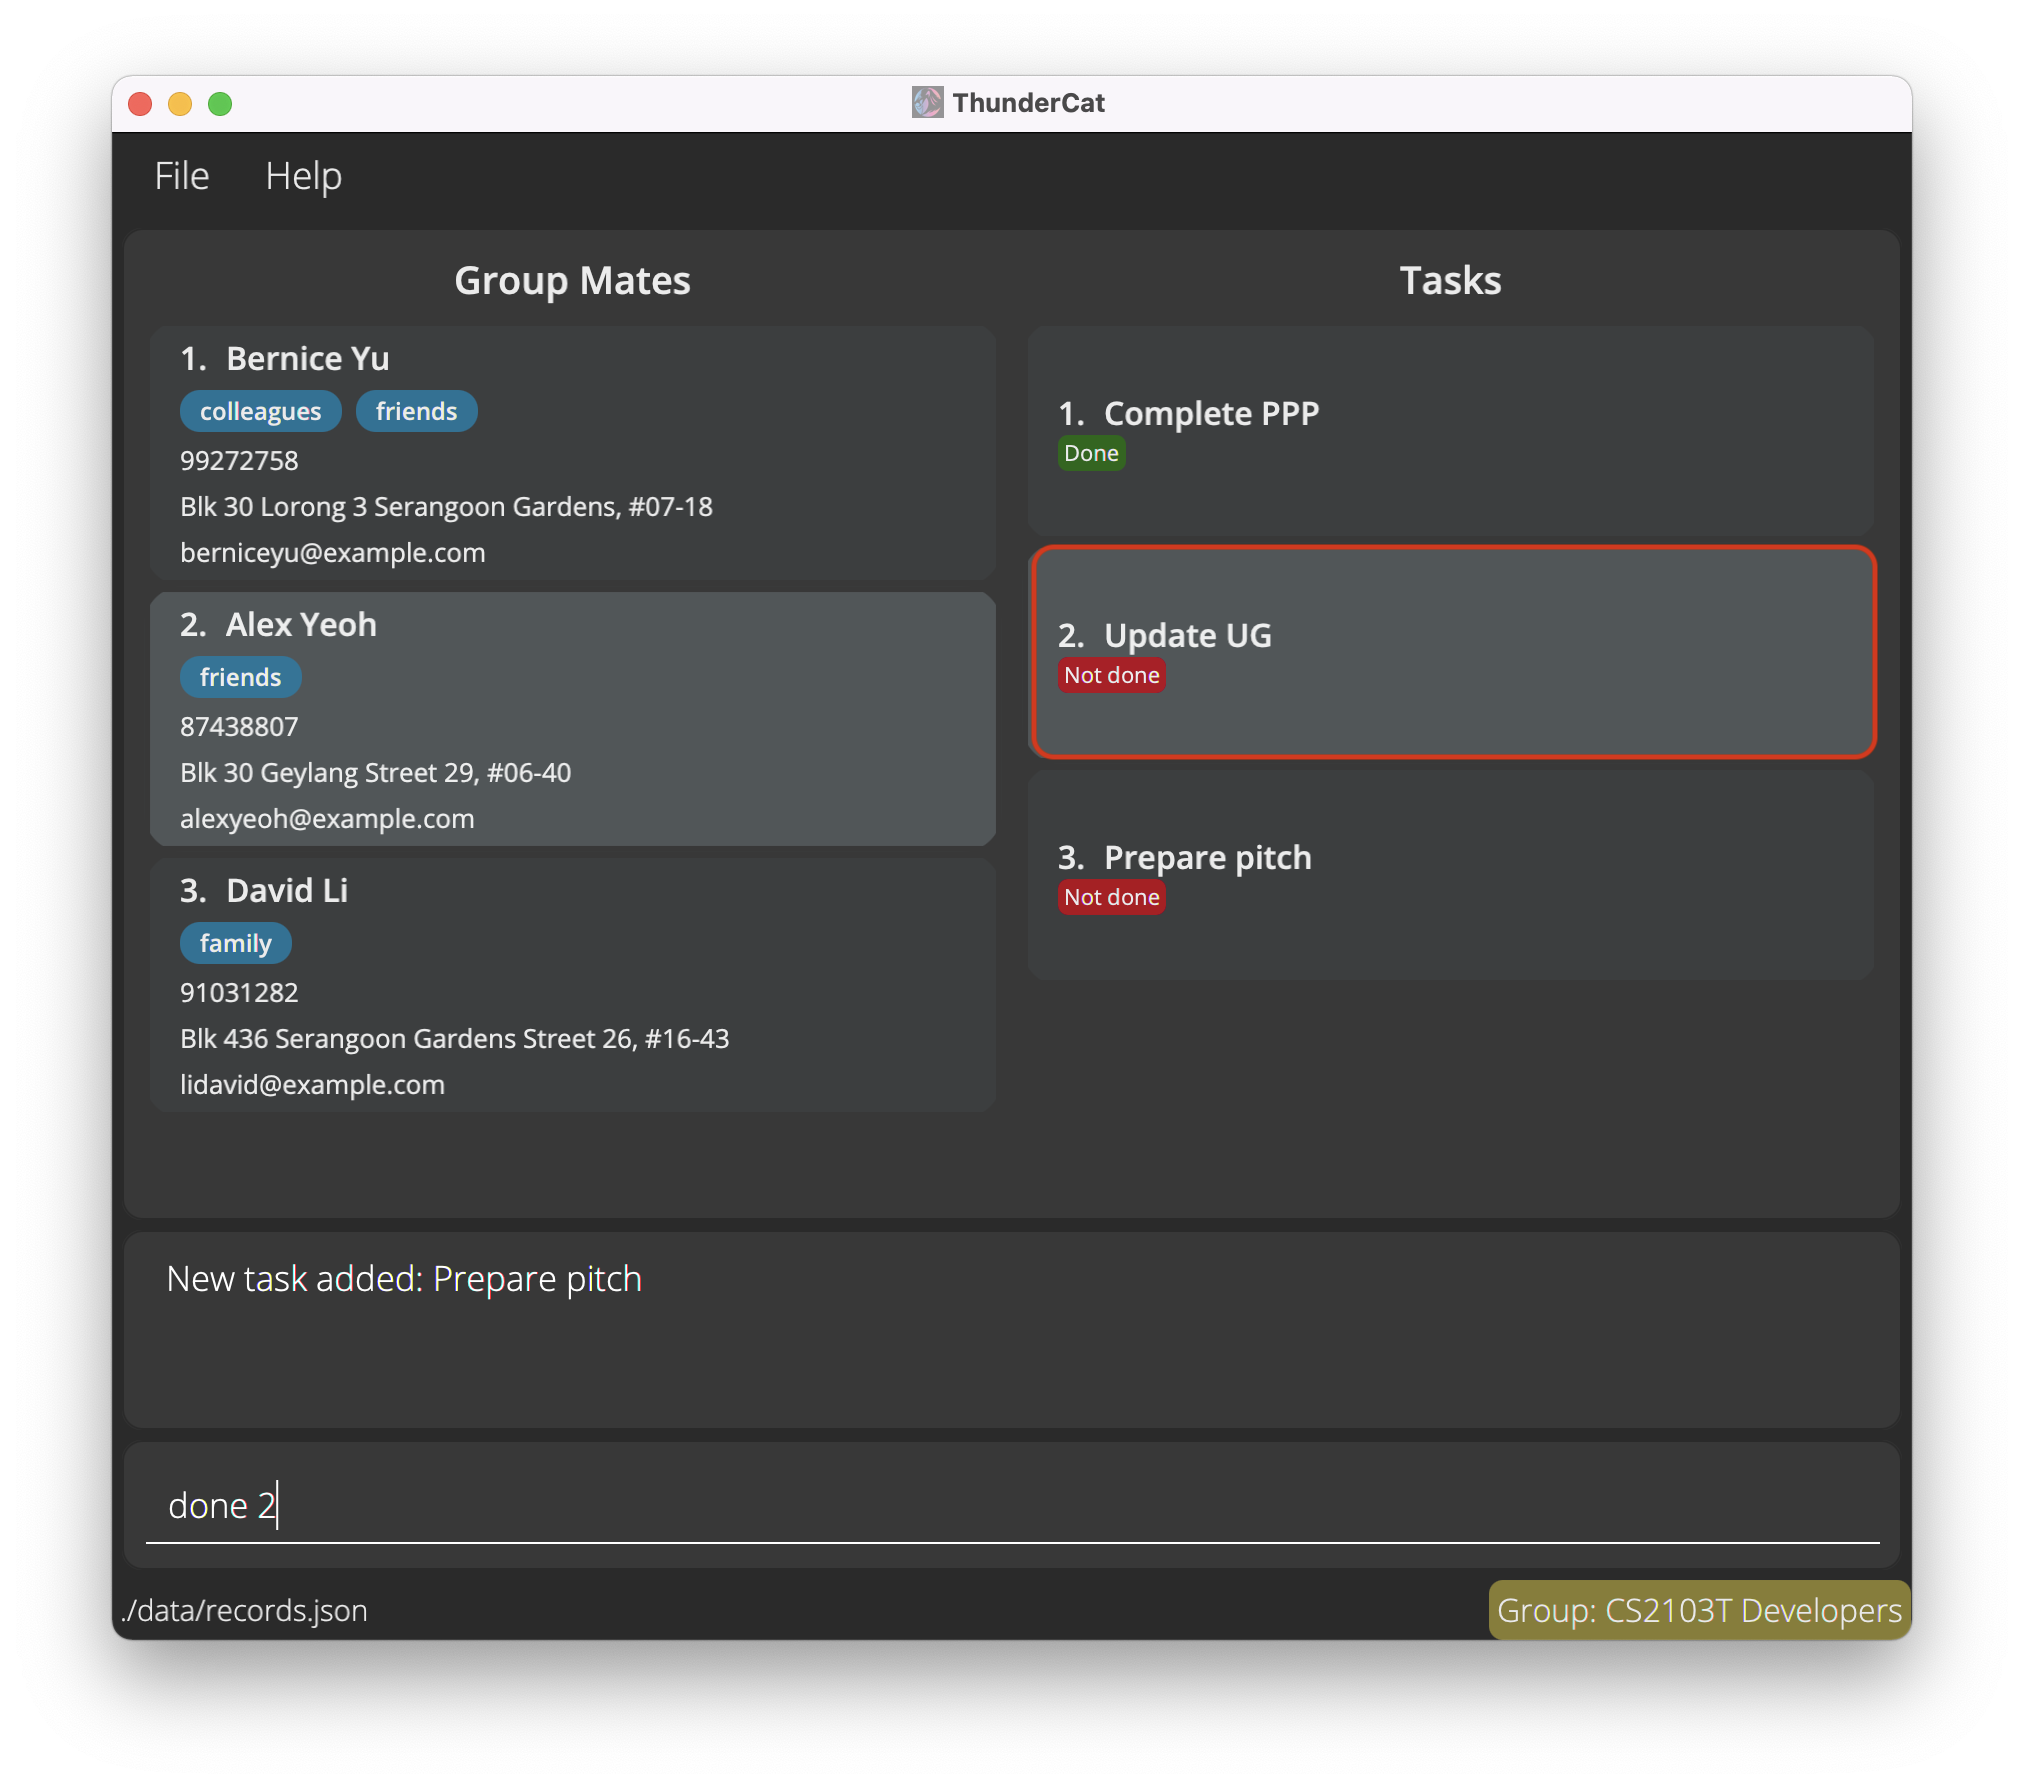 ThunderCat
File Help
Group Mates
1. Bernice Yu
colleagues friends
99272758
Blk 30 Lorong 3 Serangoon Gardens, #07-18
berniceyu@example.com
2. Alex Yeoh
friends
87438807
Blk 30 Geylang Street 29, #06-40
alexyeoh@example.com
3. David Li
family
91031282
Blk 436 Serangoon Gardens Street 26, #16-43
lidavid@example.com
Tasks
1. Complete PPP
Done
2. Update UG
Not done
3. Prepare pitch
Not done
New task added: Prepare pitch
done 2
./data/records.json
Group: CS2103T Developers